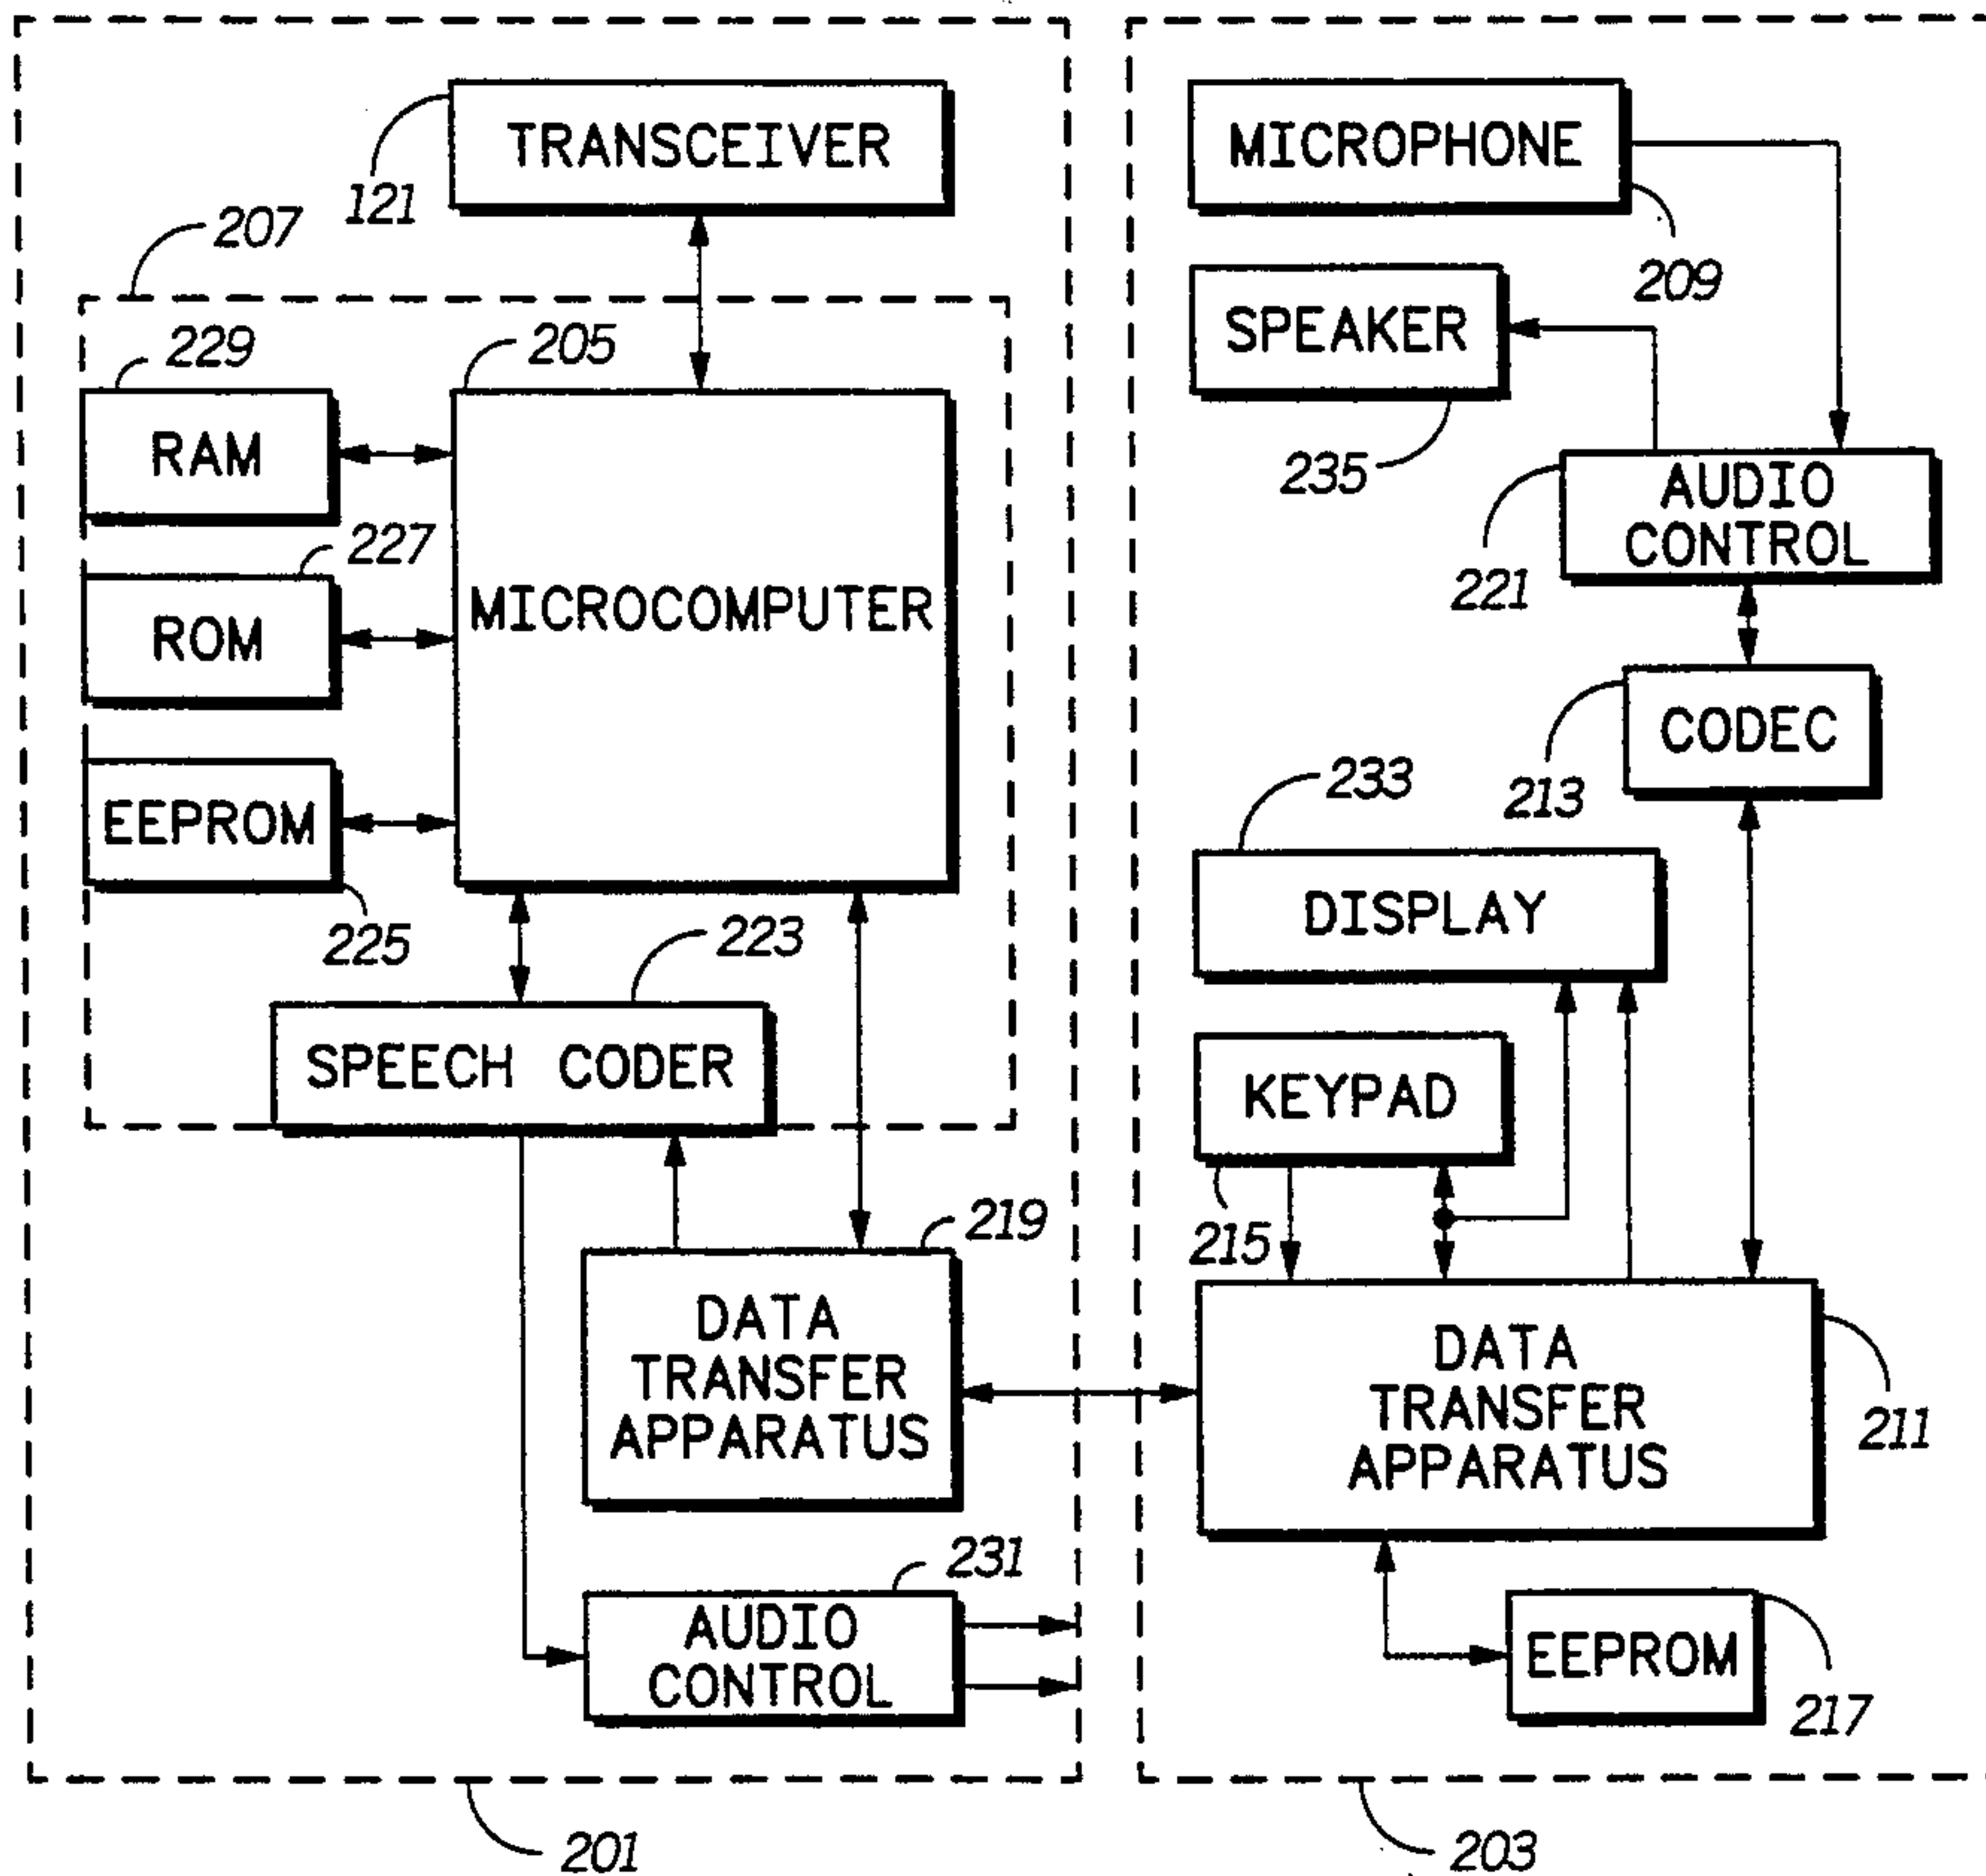 TRANSCEIVER
121
207
229
205
RAM
227
ROM
MICROCOMPUTER
EEPROM
225
223
SPEECH CODER
219
DATA
TRANSFER
APPARATUS
231
AUDIO
CONTROL
201
MICROPHONE
209
SPEAKER
235
AUDIO
CONTROL
221
CODEC
213
233
DISPLAY
KEYPAD
215
DATA
TRANSFER
APPARATUS
211
EEPROM
217
203